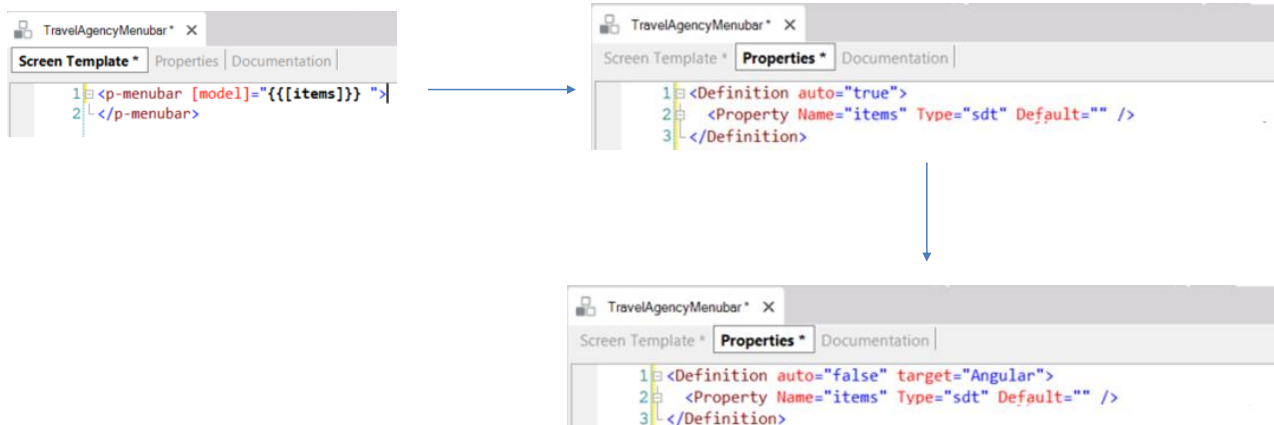 TravelAgencyMenubar* X
Screen Template * Properties Documentation
1 <p-menubar [model]="{{[items]}} ">
2 </p-menubar>
TravelAgencyMenubar* X
Screen Template * Properties * Documentation
1 <Definition auto="true">
2 <Property Name="items" Type="sdt" Default="" />
3 </Definition>
TravelAgencyMenubar* X
Screen Template * Properties * Documentation
1 <Definition auto="false" target="Angular">
2 <Property Name="items" Type="sdt" Default="" />
3 </Definition>